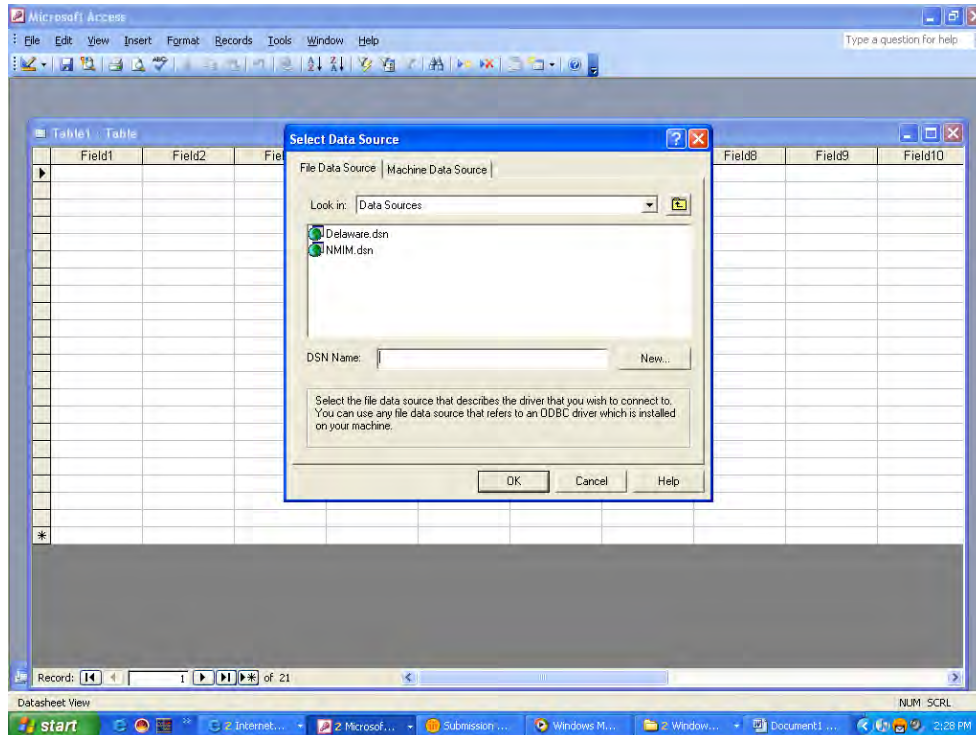 Microsoft Access
File Edit View Insert Format Records Tools Window Help
Type a question for help
Table1 : Table
Select Data Source
Field1 Field2 Fiel Field8 Field9 Field10
File Data Source Machine Data Source
Look in: Data Sources
Delaware.dsn
NMIM.dsn
DSN Name: New...
Select the file data source that describes the driver that you wish to connect to.
You can use any file data source that refers to an ODBC driver which is installed
on your machine.
OK Cancel Help
Record: 1 of 21
Datasheet View NUM SCRL
start 2 Internet... 2 Microsof... Submission ... Windows M... 2 Window... Document1 ... 2:28 PM